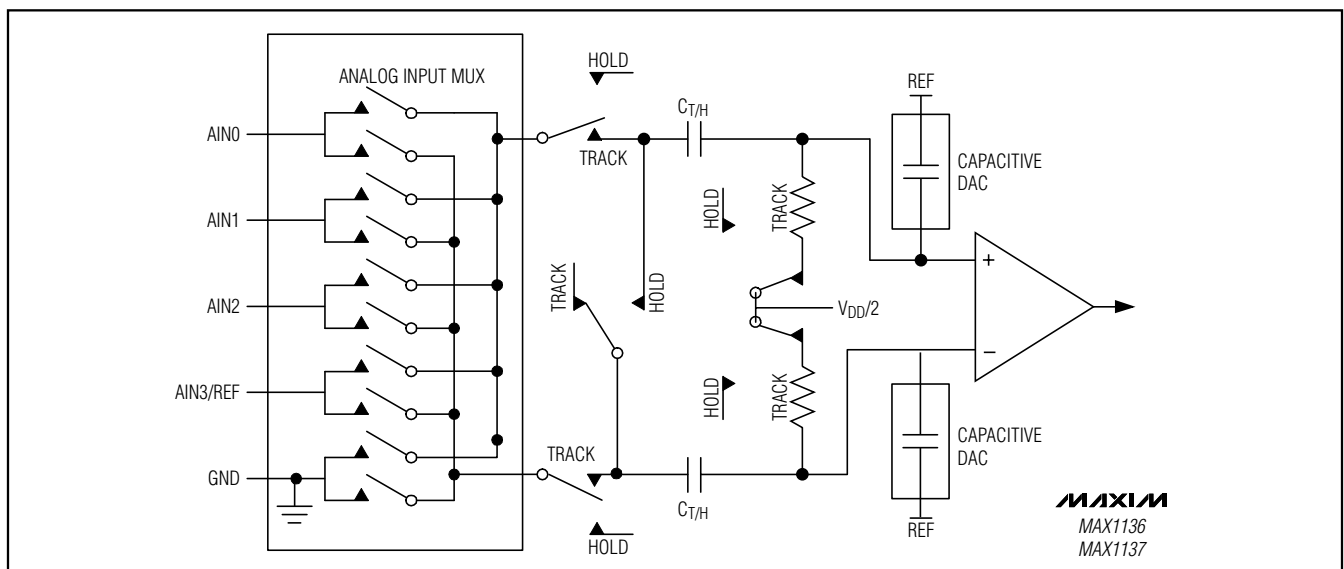 ANALOG INPUT MUX
AIN0
AIN1
AIN2
AIN3/REF
GND
HOLD
TRACK
CT/H
HOLD
TRACK
TRACK
HOLD
VDD/2
HOLD
TRACK
TRACK
HOLD
CT/H
REF
CAPACITIVE
DAC
+
−
CAPACITIVE
DAC
REF
MAXIM
MAX1136
MAX1137